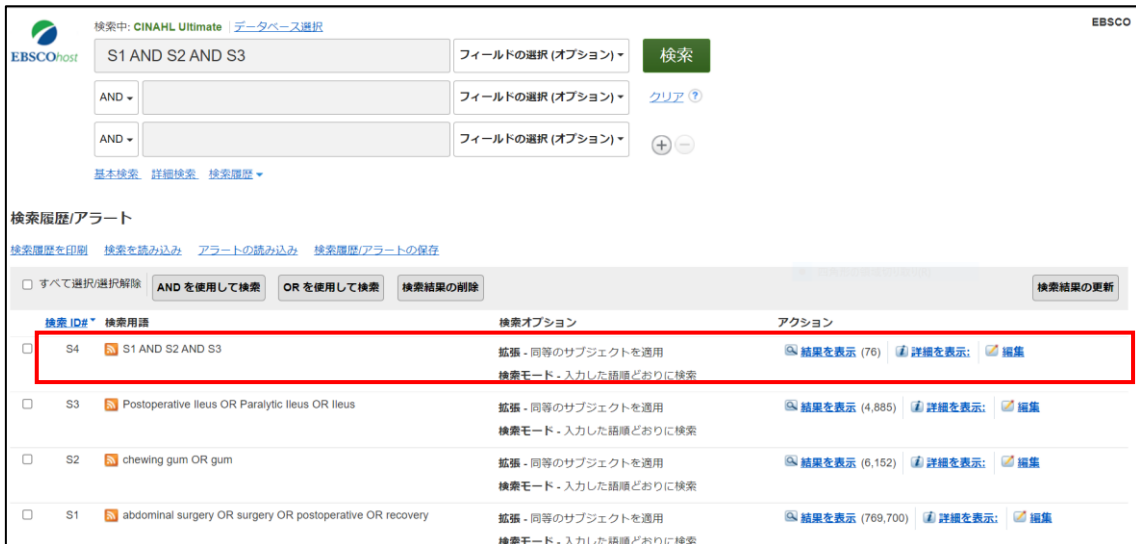 検索中: CINAHL Ultimate データベース選択
EBSCO
EBSCOhost
S1 AND S2 AND S3 フィールドの選択 (オプション) 検索
AND フィールドの選択 (オプション) クリア ?
AND フィールドの選択 (オプション)
基本検索 詳細検索 検索履歴
検索履歴/アラート
検索履歴を印刷 検索を読み込み アラートの読み込み 検索履歴/アラートの保存
すべて選択/選択解除 AND を使用して検索 OR を使用して検索 検索結果の削除 検索結果の更新
検索 ID# 検索用語 検索オプション アクション
S4 S1 AND S2 AND S3 拡張 - 同等のサブジェクトを適用 結果を表示 (76) 詳細を表示: 編集
検索モード - 入力した語順どおりに検索
S3 Postoperative Ileus OR Paralytic Ileus OR Ileus 拡張 - 同等のサブジェクトを適用 結果を表示 (4,885) 詳細を表示: 編集
検索モード - 入力した語順どおりに検索
S2 chewing gum OR gum 拡張 - 同等のサブジェクトを適用 結果を表示 (6,152) 詳細を表示: 編集
検索モード - 入力した語順どおりに検索
S1 abdominal surgery OR surgery OR postoperative OR recovery 拡張 - 同等のサブジェクトを適用 結果を表示 (769,700) 詳細を表示: 編集
検索モード - 入力した語順どおりに検索